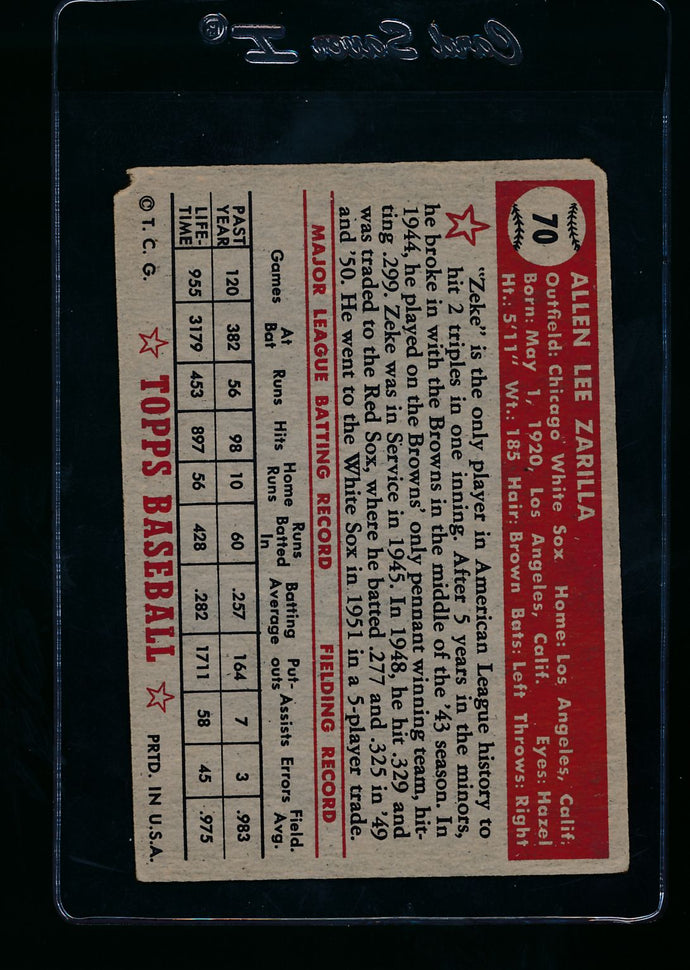 Card Saver II
70
ALLEN LEE ZARILLA
Outfield: Chicago White Sox Home: Los Angeles, Calif.
Born: May 1, 1920, Los Angeles, Calif. Eyes: Hazel
Ht.: 5'11" Wt.: 185 Hair: Brown Bats: Left Throws: Right
"Zeke" is the only player in American League history to
hit 2 triples in one inning. After 5 years in the minors,
he broke in with the Browns in the middle of the '43 season. In
1944, he played on the Browns' only pennant winning team, hit-
ting .299. Zeke was in Service in 1945. In 1948, he hit .329 and
was traded to the Red Sox, where he batted .277 and .325 in '49
and '50. He went to the White Sox in 1951 in a 5-player trade.
MAJOR LEAGUE BATTING RECORD FIELDING RECORD
Games At Bat Runs Hits Home Runs Runs Batted In Batting Average Put-outs Assists Errors Field. Avg.
PAST YEAR 120 382 56 98 10 60 .257 164 7 3 .983
LIFE-TIME 955 3179 453 897 56 428 .282 1711 58 45 .975
© T. C. G. TOPPS BASEBALL PRTD. IN U.S.A.